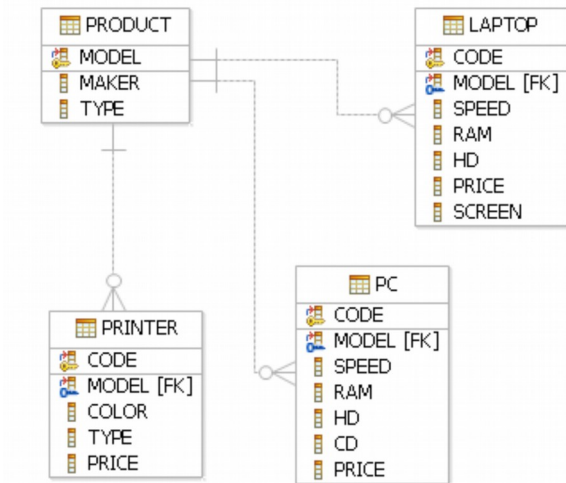 PRODUCT
MODEL
MAKER
TYPE
LAPTOP
CODE
MODEL [FK]
SPEED
RAM
HD
PRICE
SCREEN
PRINTER
CODE
MODEL [FK]
COLOR
TYPE
PRICE
PC
CODE
MODEL [FK]
SPEED
RAM
HD
CD
PRICE